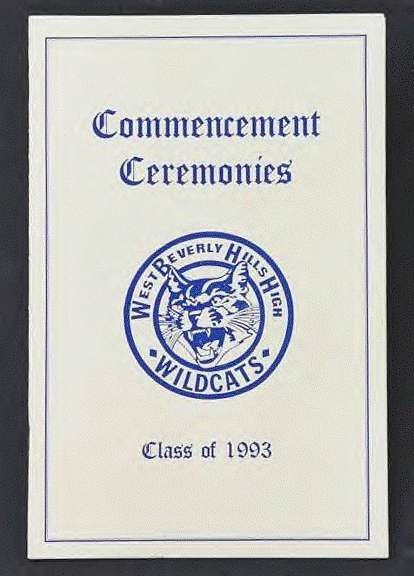 Commencement
Ceremonies
WEST BEVERLY HILLS HIGH
WILDCATS
Class of 1993